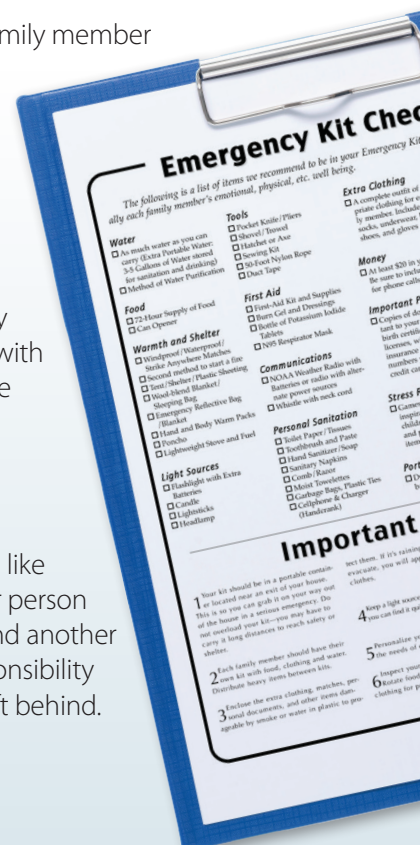 amily member
y
with
e
like
r person
nd another
onsibility
ft behind.
Emergency Kit Chec
The following is a list of items we recommend to be in your Emergency Kit
ally each family member's emotional, physical, etc. well being.
Water
As much water as you can
carry (Extra Portable Water:
3-5 Gallons of Water stored
for sanitation and drinking)
Method of Water Purification
Food
72-Hour Supply of Food
Can Opener
Warmth and Shelter
Windproof/Waterproof/
Strike Anywhere Matches
Second method to start a fire
Tent/Shelter/Plastic Sheeting
Wool-blend Blanket/
Sleeping Bag
Emergency Reflective Bag
/Blanket
Hand and Body Warm Packs
Poncho
Lightweight Stove and Fuel
Light Sources
Flashlight with Extra
Batteries
Candle
Lightsticks
Headlamp
Tools
Pocket Knife/Pliers
Shovel/Trowel
Hatchet or Axe
Sewing Kit
50-Foot Nylon Rope
Duct Tape
First Aid
First-Aid Kit and Supplies
Burn Gel and Dressings
Bottle of Potassium Iodide
Tablets
N95 Respirator Mask
Communications
NOAA Weather Radio with
Batteries or radio with alter-
nate power sources
Whistle with neck cord
Personal Sanitation
Toilet Paper/Tissues
Toothbrush and Paste
Hand Sanitizer/Soap
Sanitary Napkins
Comb/Razor
Moist Towelettes
Garbage Bags, Plastic Ties
Cellphone & Charger
(Handcrank)
Extra Clothing
A complete outfit of
priate clothing for e
ly member. Include
socks, underwear,
shoes, and gloves
Money
At least $20 in y
Be sure to inclu
for phone calls
Important P
Copies of do
tant to your
birth certific
licenses, w
insurance
numbers
credit car
Stress R
Games
inspir
childr
and p
item
Port
D
b
Important
1 Your kit should be in a portable contain-
er located near an exit of your house.
This is so you can grab it on your way out
of the house in a serious emergency. Do
not overload your kit—you may have to
carry it long distances to reach safety or
shelter.
2 Each family member should have their
own kit with food, clothing and water.
Distribute heavy items between kits.
3 Enclose the extra clothing, matches, per-
sonal documents, and other items dam-
ageable by smoke or water in plastic to pro-
tect them. If it's raining
evacuate, you will app
clothes.
4 Keep a light source
you can find it eas
5 Personalize yo
the needs of
6 Inspect your
Rotate food
clothing for